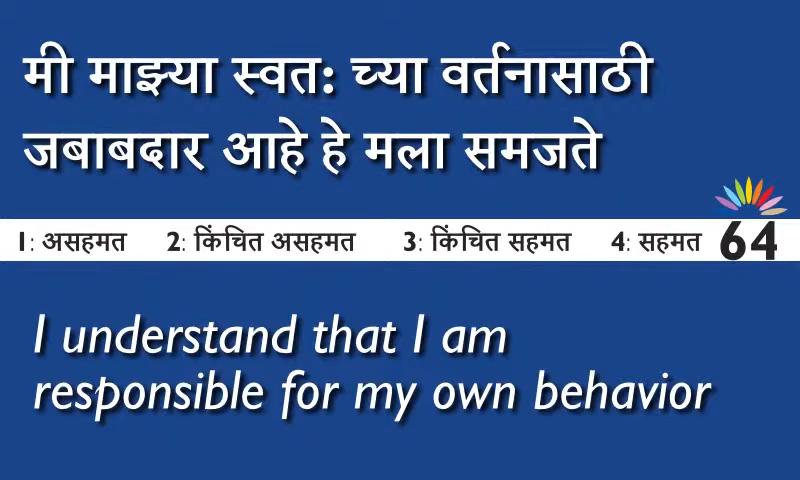 मी माझ्या स्वत: च्या वर्तनासाठी
जबाबदार आहे हे मला समजते
1: असहमत 2: किंचित असहमत 3: किंचित सहमत 4: सहमत 64
I understand that I am
responsible for my own behavior